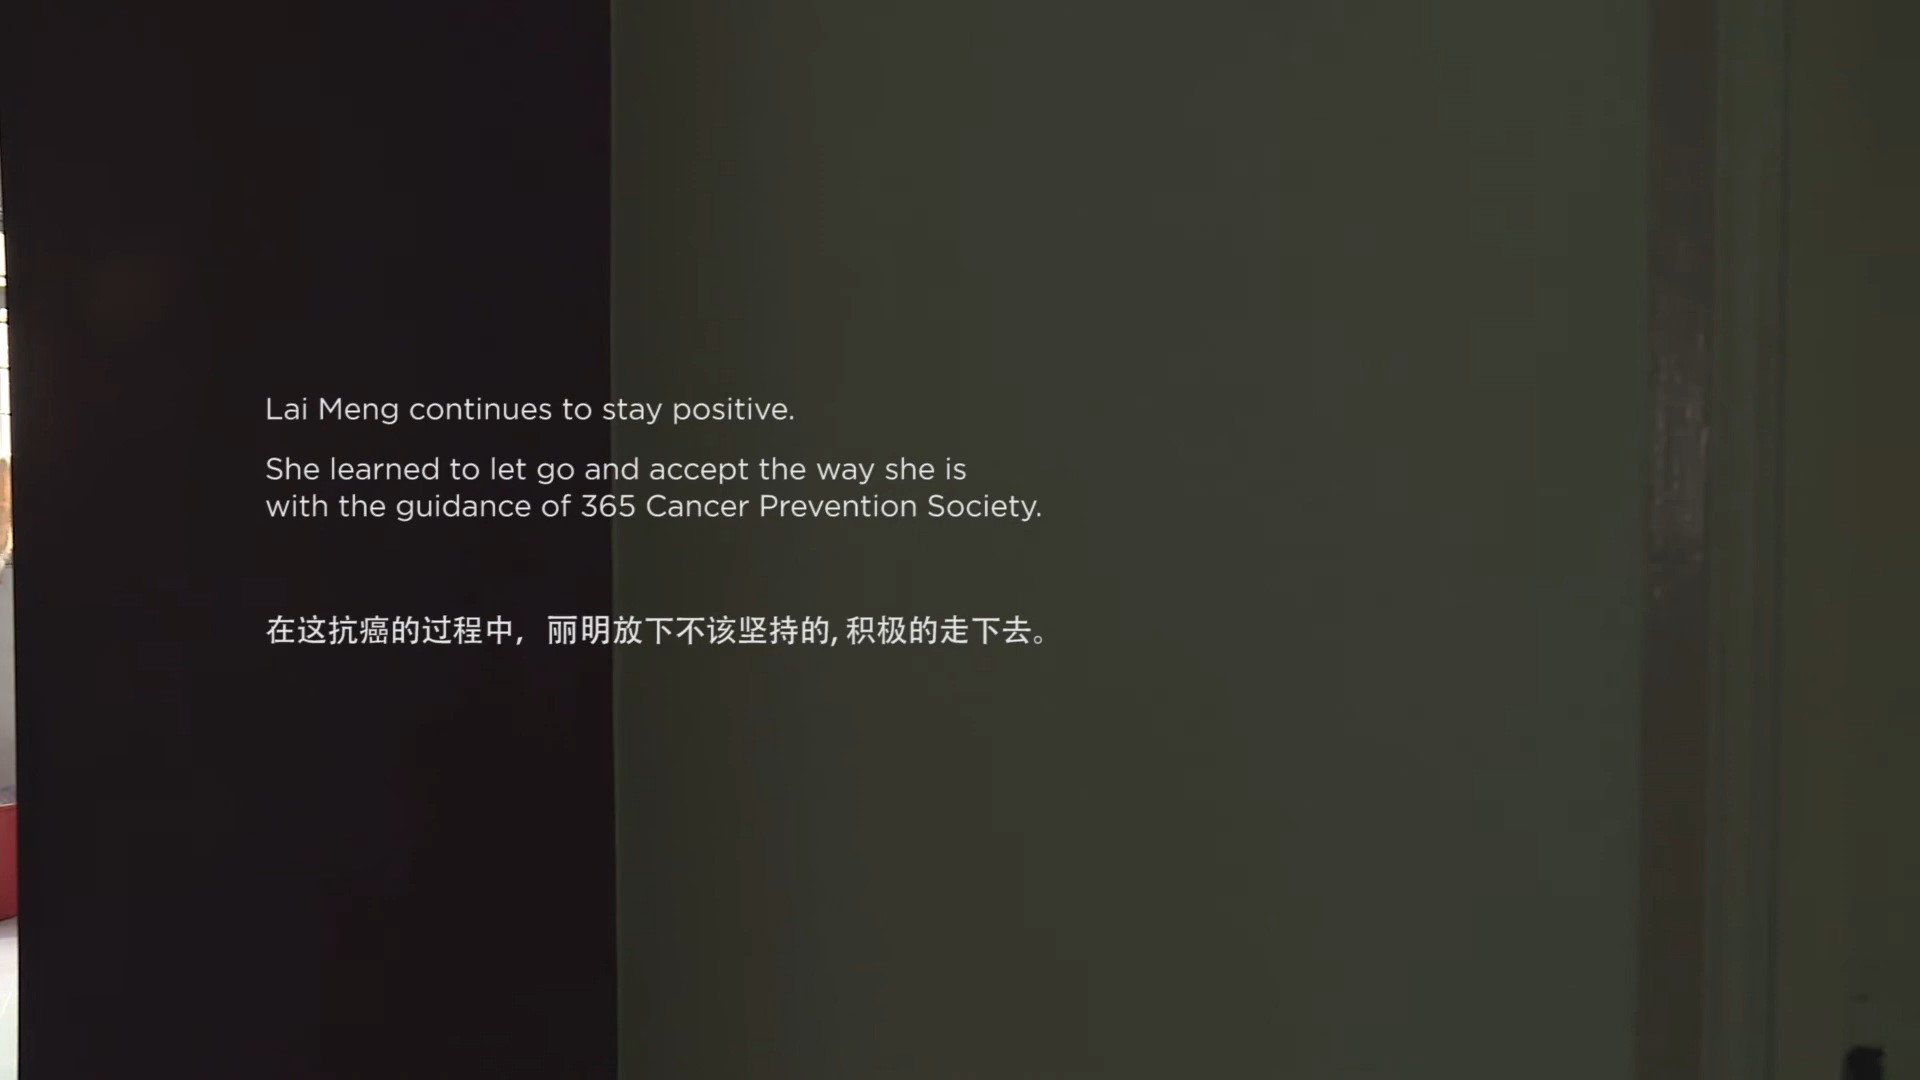 Lai Meng continues to stay positive.
She learned to let go and accept the way she is
with the guidance of 365 Cancer Prevention Society.
在这抗癌的过程中，丽明放下不该坚持的, 积极的走下去。